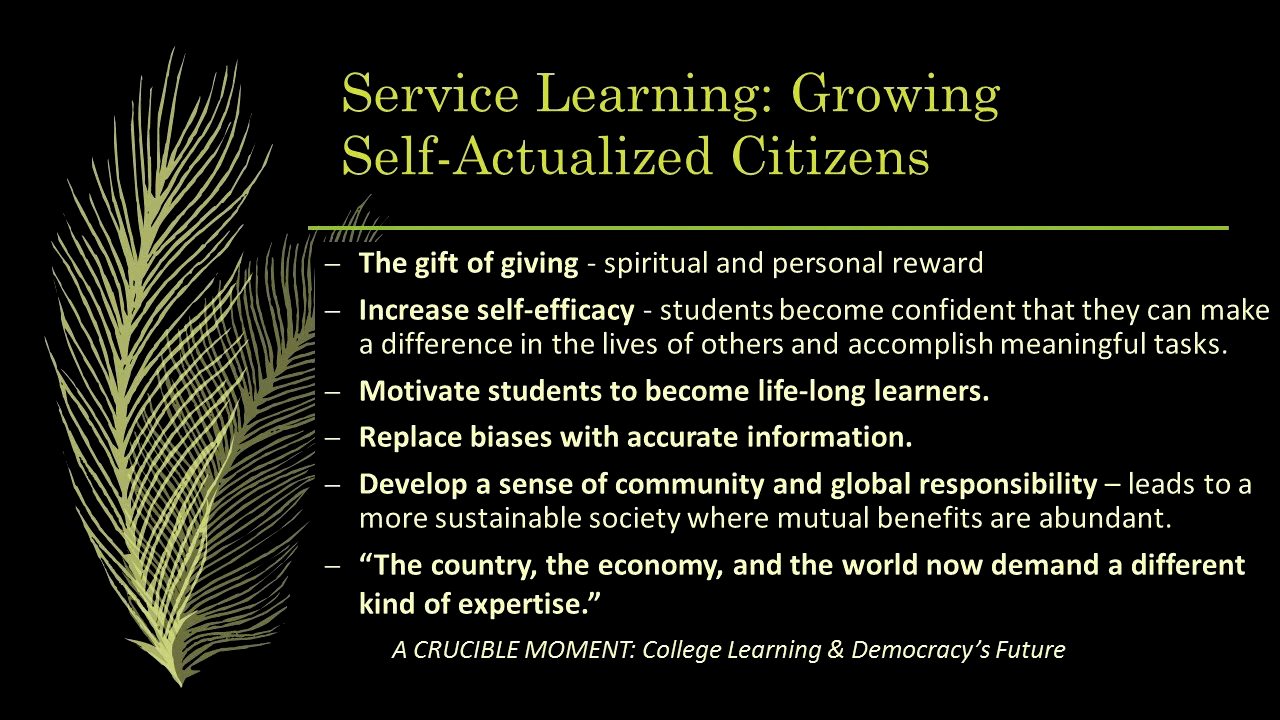 Service Learning: Growing
Self-Actualized Citizens
– The gift of giving - spiritual and personal reward
– Increase self-efficacy - students become confident that they can make
a difference in the lives of others and accomplish meaningful tasks.
– Motivate students to become life-long learners.
– Replace biases with accurate information.
– Develop a sense of community and global responsibility – leads to a
more sustainable society where mutual benefits are abundant.
– “The country, the economy, and the world now demand a different
kind of expertise.”
A CRUCIBLE MOMENT: College Learning & Democracy’s Future